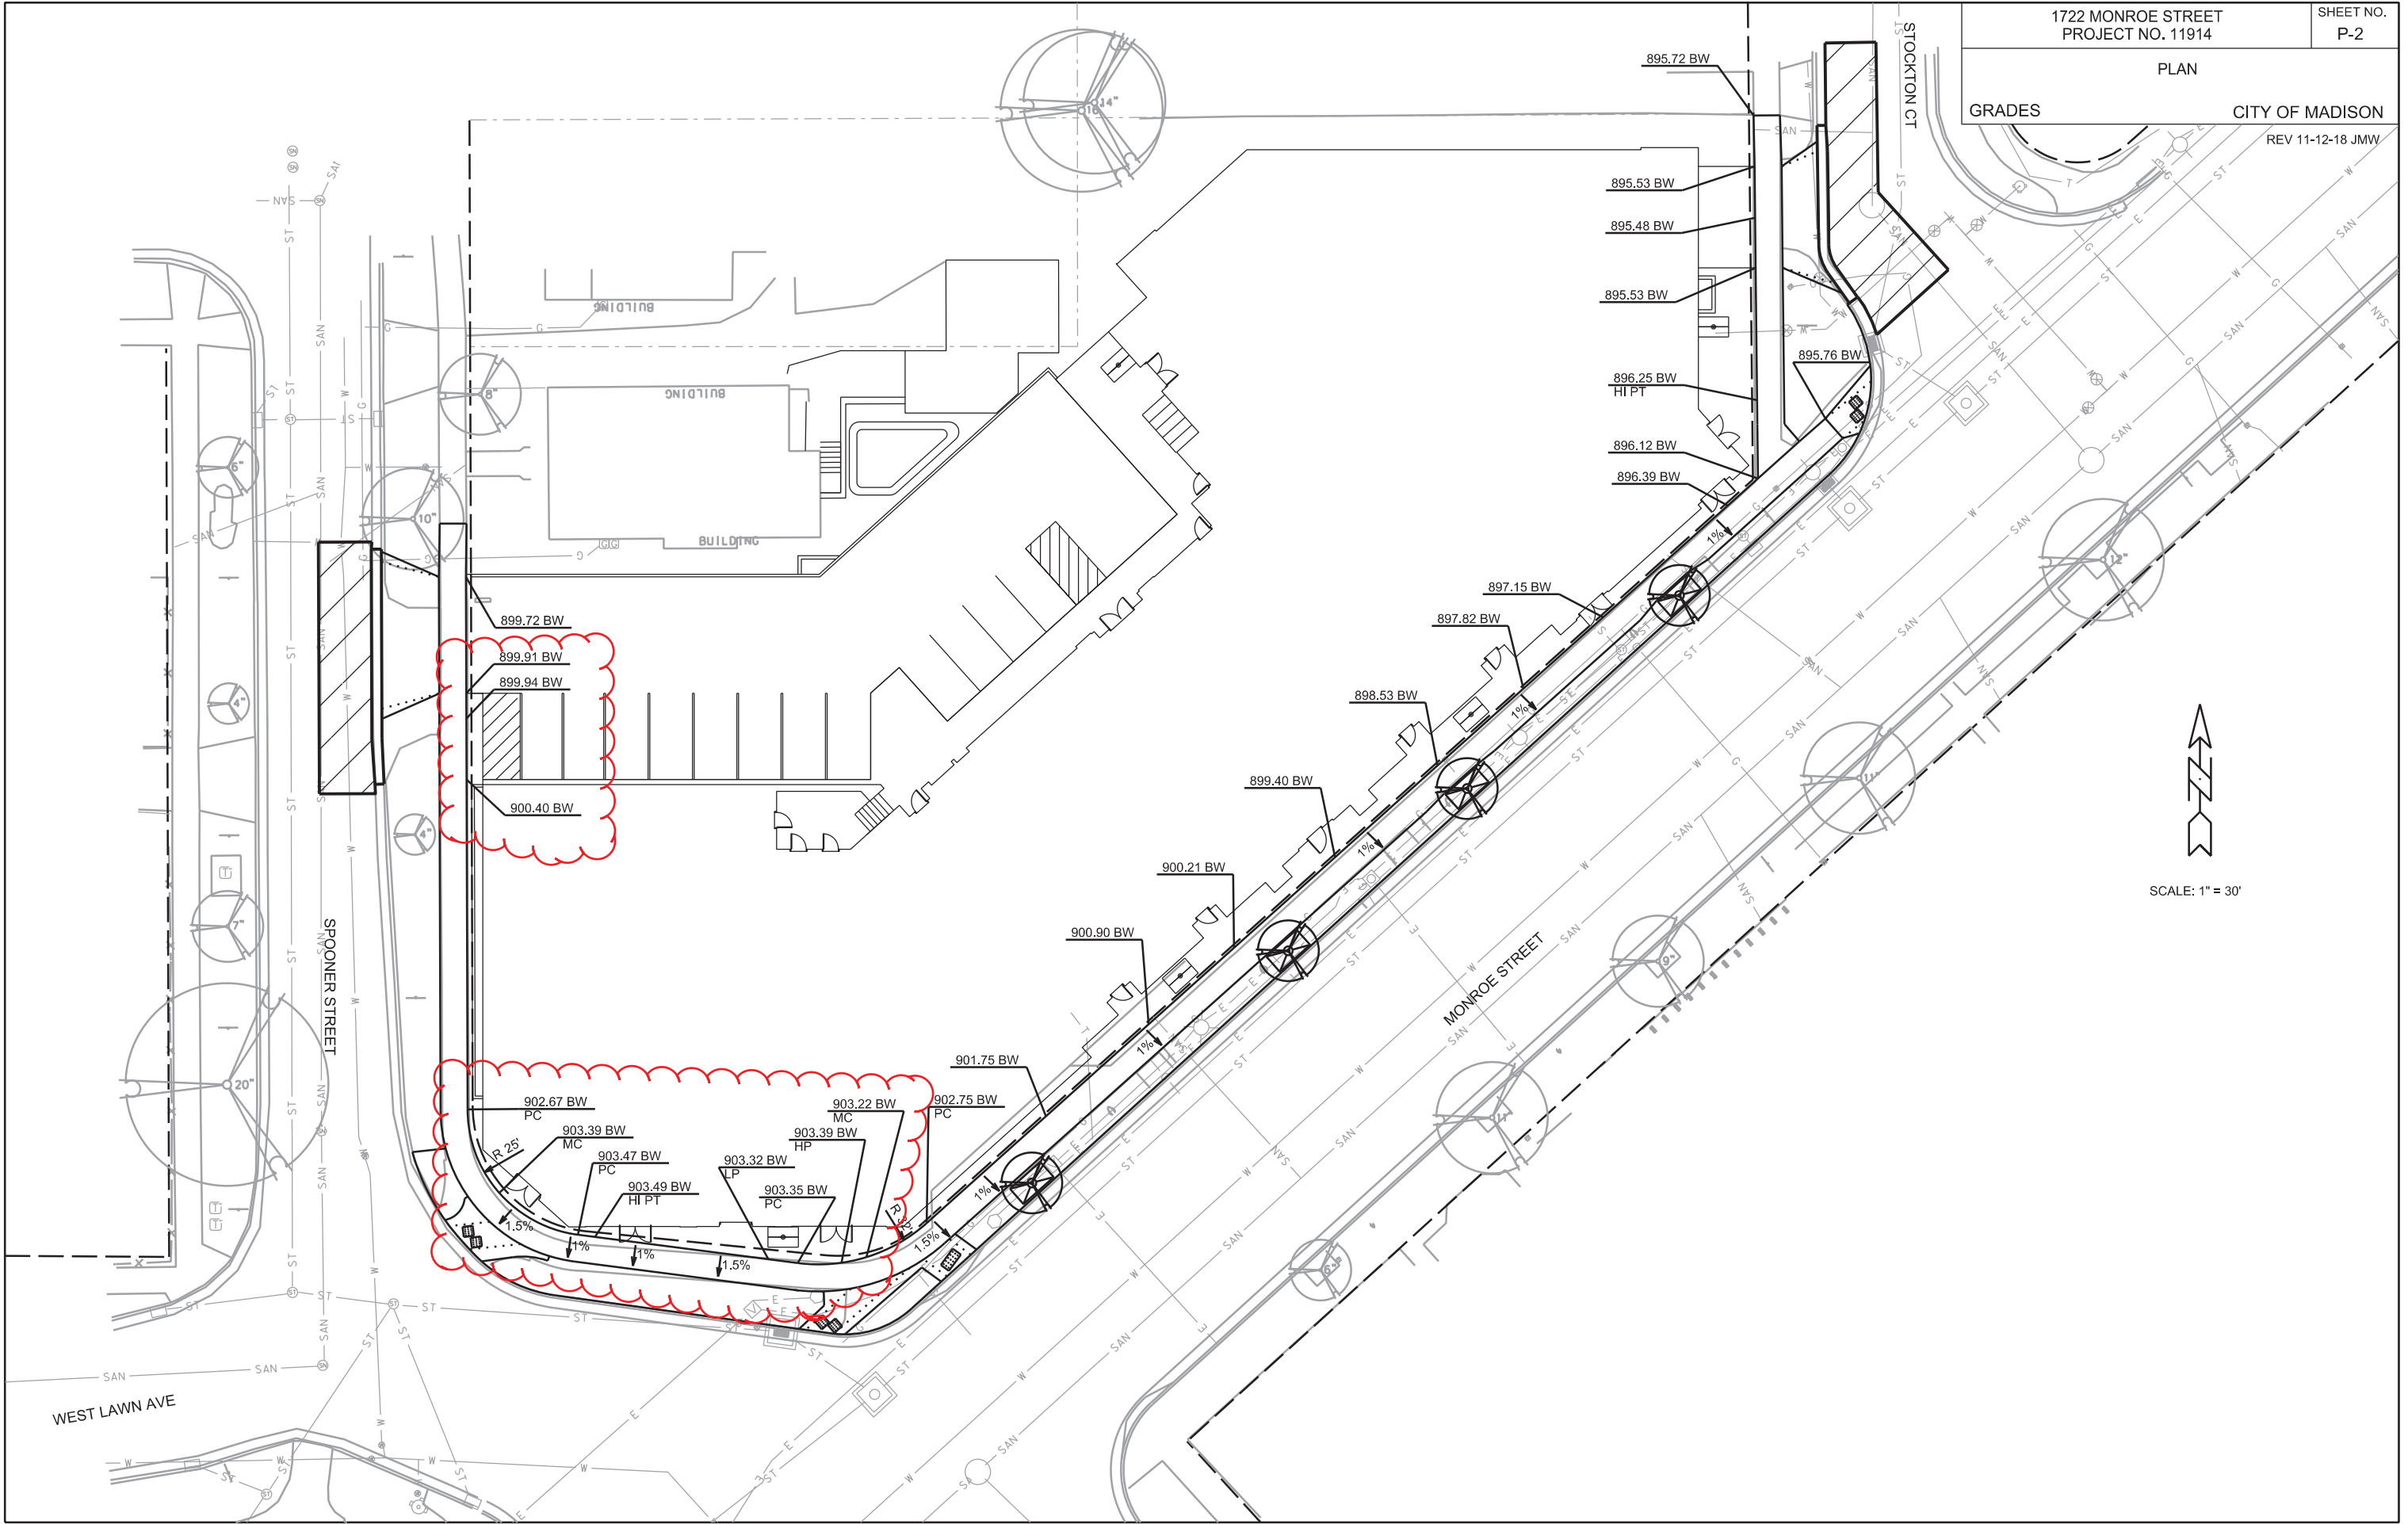 1722 MONROE STREET
PROJECT NO. 11914
SHEET NO.
P-2
PLAN
GRADES
CITY OF MADISON
REV 11-12-18 JMW
STOCKTON CT
895.72 BW
895.53 BW
895.48 BW
895.53 BW
895.76 BW
896.25 BW
HI PT
896.12 BW
896.39 BW
1%
897.15 BW
897.82 BW
1%
898.53 BW
899.40 BW
1%
900.21 BW
900.90 BW
1%
901.75 BW
1%
14"
16"
8"
6"
10"
4"
4"
7"
20"
12"
11"
9"
11"
6"
BUILDING
BUILDING
BUILDING
899.72 BW
899.91 BW
899.94 BW
900.40 BW
SPOONER STREET
MONROE STREET
SCALE: 1" = 30'
902.67 BW
PC
903.39 BW
MC
R 25'
903.47 BW
PC
903.49 BW
HI PT
903.32 BW
LP
903.35 BW
PC
903.39 BW
HP
903.22 BW
MC
902.75 BW
PC
1.5%
1%
1%
1.5%
1.5%
WEST LAWN AVE
SAN
SAN
SAN
ST
ST
ST
W
W
G
G
E
E